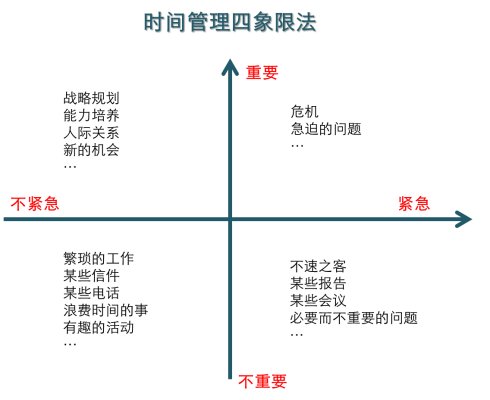 时间管理四象限法
重要
战略规划
能力培养
人际关系
新的机会
…
危机
急迫的问题
…
不紧急
紧急
繁琐的工作
某些信件
某些电话
浪费时间的事
有趣的活动
…
不速之客
某些报告
某些会议
必要而不重要的问题
…
不重要